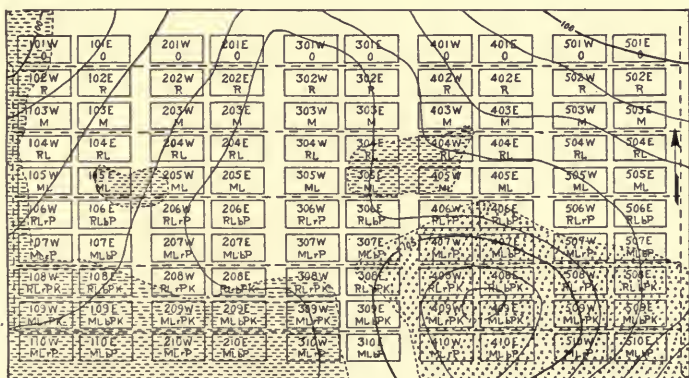 101W 101E 201W 201E 301W 301E 401W 401E 501W 501E
0 0 0 0 0 0 0 0 0 0
102W 102E 202W 202E 302W 302E 402W 402E 502W 502E
R R R R R R R R R R
103W 103E 203W 203E 303W 303E 403W 403E 503W 503E
M M M M M M M M M M
104W 104E 204W 204E 304W 304E 404W 404E 504W 504E
RL RL RL RL RL RL RL RL RL RL
105W 105E 205W 205E 305W 305E 405W 405E 505W 505E
ML ML ML ML ML ML ML ML ML ML
106W 106E 206W 206E 306W 306E 406W 406E 506W 506E
RLrP RLbP RLrP RLbP RLrP RLbP RLrP RLbP RLrP RLbP
107W 107E 207W 207E 307W 307E 105 407W 407E 509W 507E
MLrP MLbP MLrP MLbP MLrP MLbP MLrP MLbP MLrP MLbP
108W 108E 208W 208E 308W 308E 408W 408E 508W 508E
RLrPK RLbPK RLrPK RLbPK RLrPK RLbPK RLrPK RLbPK RLrPK RLbPK
109W 109E 209W 209E 309W 309E 409W 409E 509W 509E
MLrPK MLbPK MLrPK MLbPK MLrPK MLbPK MLrPK MLbPK MLrPK MLbPK
110W 110E 210W 210E 310W 310 410W 410E 510W 510E
MLrP MLbP MLrP MLbP MLrP MLbP MLrP MLbP MLrP MLbP